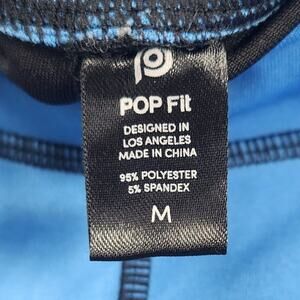 POP Fit
DESIGNED IN
LOS ANGELES
MADE IN CHINA
95% POLYESTER
5% SPANDEX
M